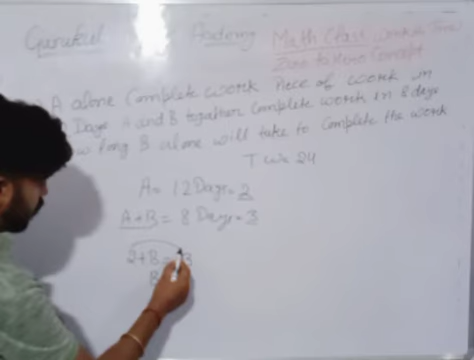 Gurukul Academy Math Class Work & Time
Zero to Hero Concept
A alone Complete work Piece of work in
Days A and B together Complete work in 8 days
w long B alone will take to Complete the work
T W = 24
A = 12 Days = 2
A+B = 8 Days = 3
2+B = 3
B